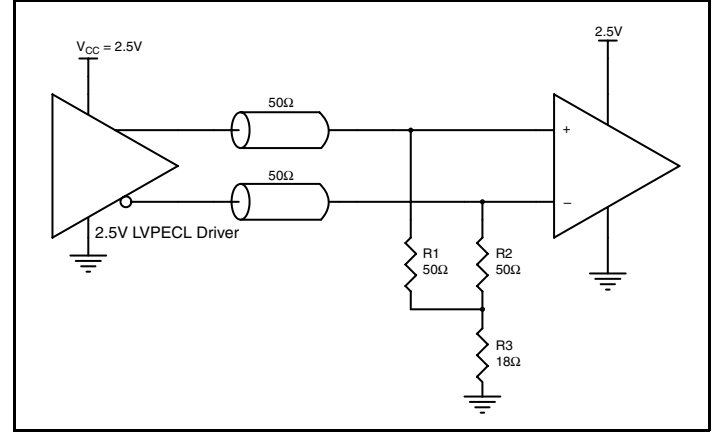 V_CC = 2.5V
2.5V
50Ω
+
50Ω
–
2.5V LVPECL Driver
R1
50Ω
R2
50Ω
R3
18Ω